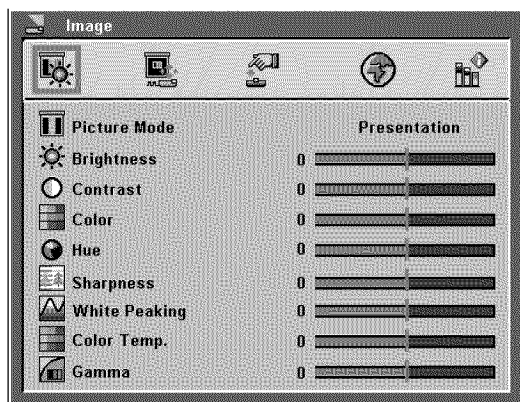 Image
Picture Mode Presentation
Brightness 0
Contrast 0
Color 0
Hue 0
Sharpness 0
White Peaking 0
Color Temp. 0
Gamma 0